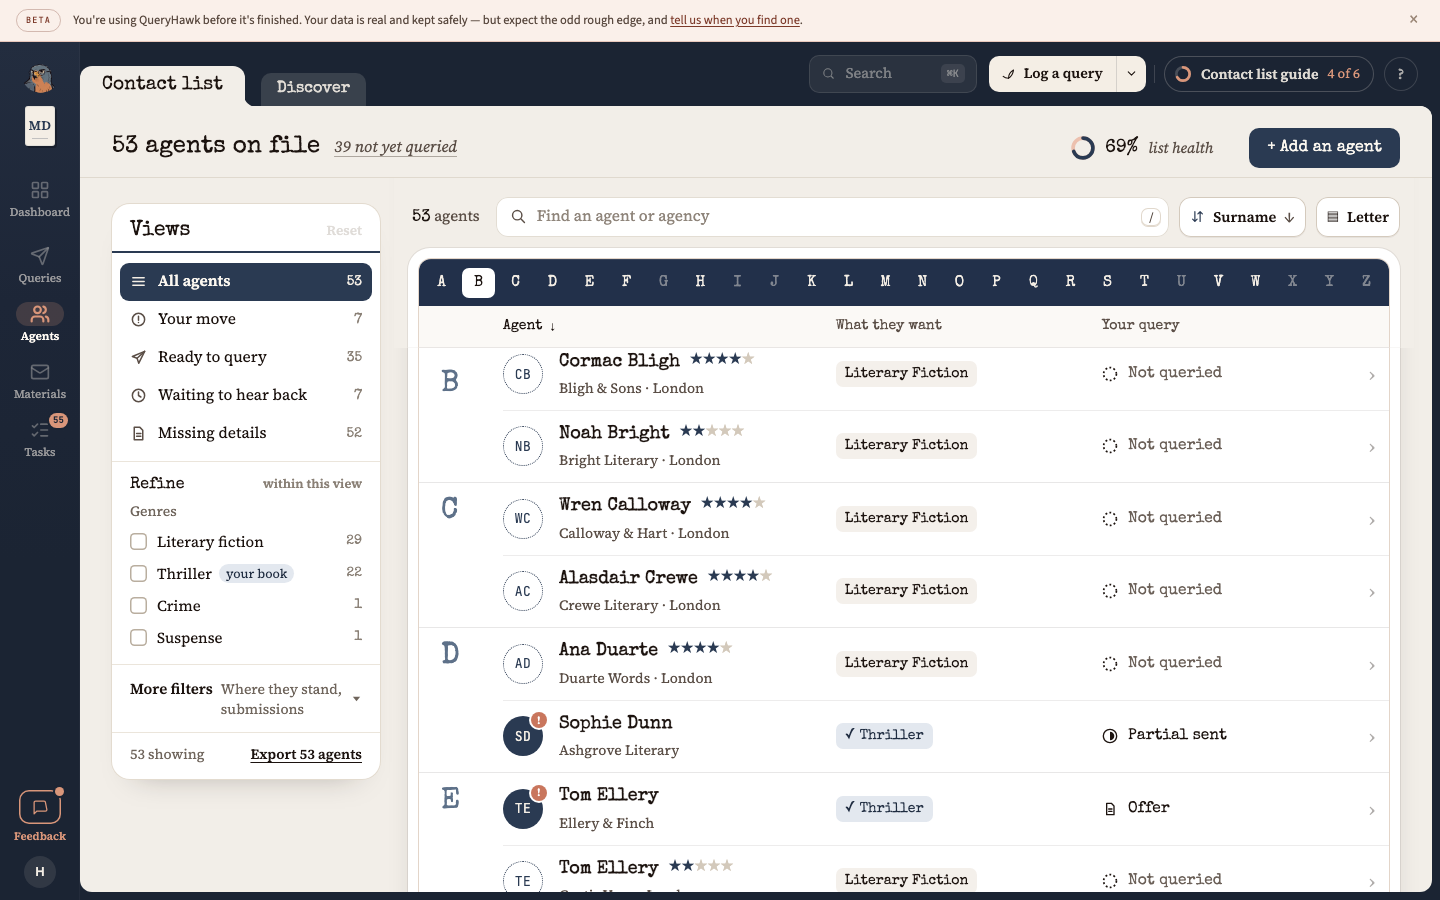 BETA You're using QueryHawk before it's finished. Your data is real and kept safely — but expect the odd rough edge, and tell us when you find one. ×
MD
Dashboard
Queries
Agents
Materials
55
Tasks
Feedback
H
Contact list
Discover
Search ⌘K
Log a query
Contact list guide 4 of 6
?
53 agents on file 39 not yet queried
69% list health
+ Add an agent
Views Reset
All agents 53
Your move 7
Ready to query 35
Waiting to hear back 7
Missing details 52
Refine within this view
Genres
Literary fiction 29
Thriller your book 22
Crime 1
Suspense 1
More filters Where they stand,
submissions
53 showing Export 53 agents
53 agents Find an agent or agency / Surname ↓ Letter
A B C D E F G H I J K L M N O P Q R S T U V W X Y Z
Agent ↓ What they want Your query
B
CB Cormac Bligh ★★★★★ Literary Fiction Not queried ›
Bligh & Sons · London
NB Noah Bright ★★★★★ Literary Fiction Not queried ›
Bright Literary · London
C
WC Wren Calloway ★★★★★ Literary Fiction Not queried ›
Calloway & Hart · London
AC Alasdair Crewe ★★★★★ Literary Fiction Not queried ›
Crewe Literary · London
D
AD Ana Duarte ★★★★★ Literary Fiction Not queried ›
Duarte Words · London
SD ! Sophie Dunn ✓ Thriller Partial sent ›
Ashgrove Literary
E
TE ! Tom Ellery ✓ Thriller Offer ›
Ellery & Finch
TE Tom Ellery ★★★★★ Literary Fiction Not queried ›